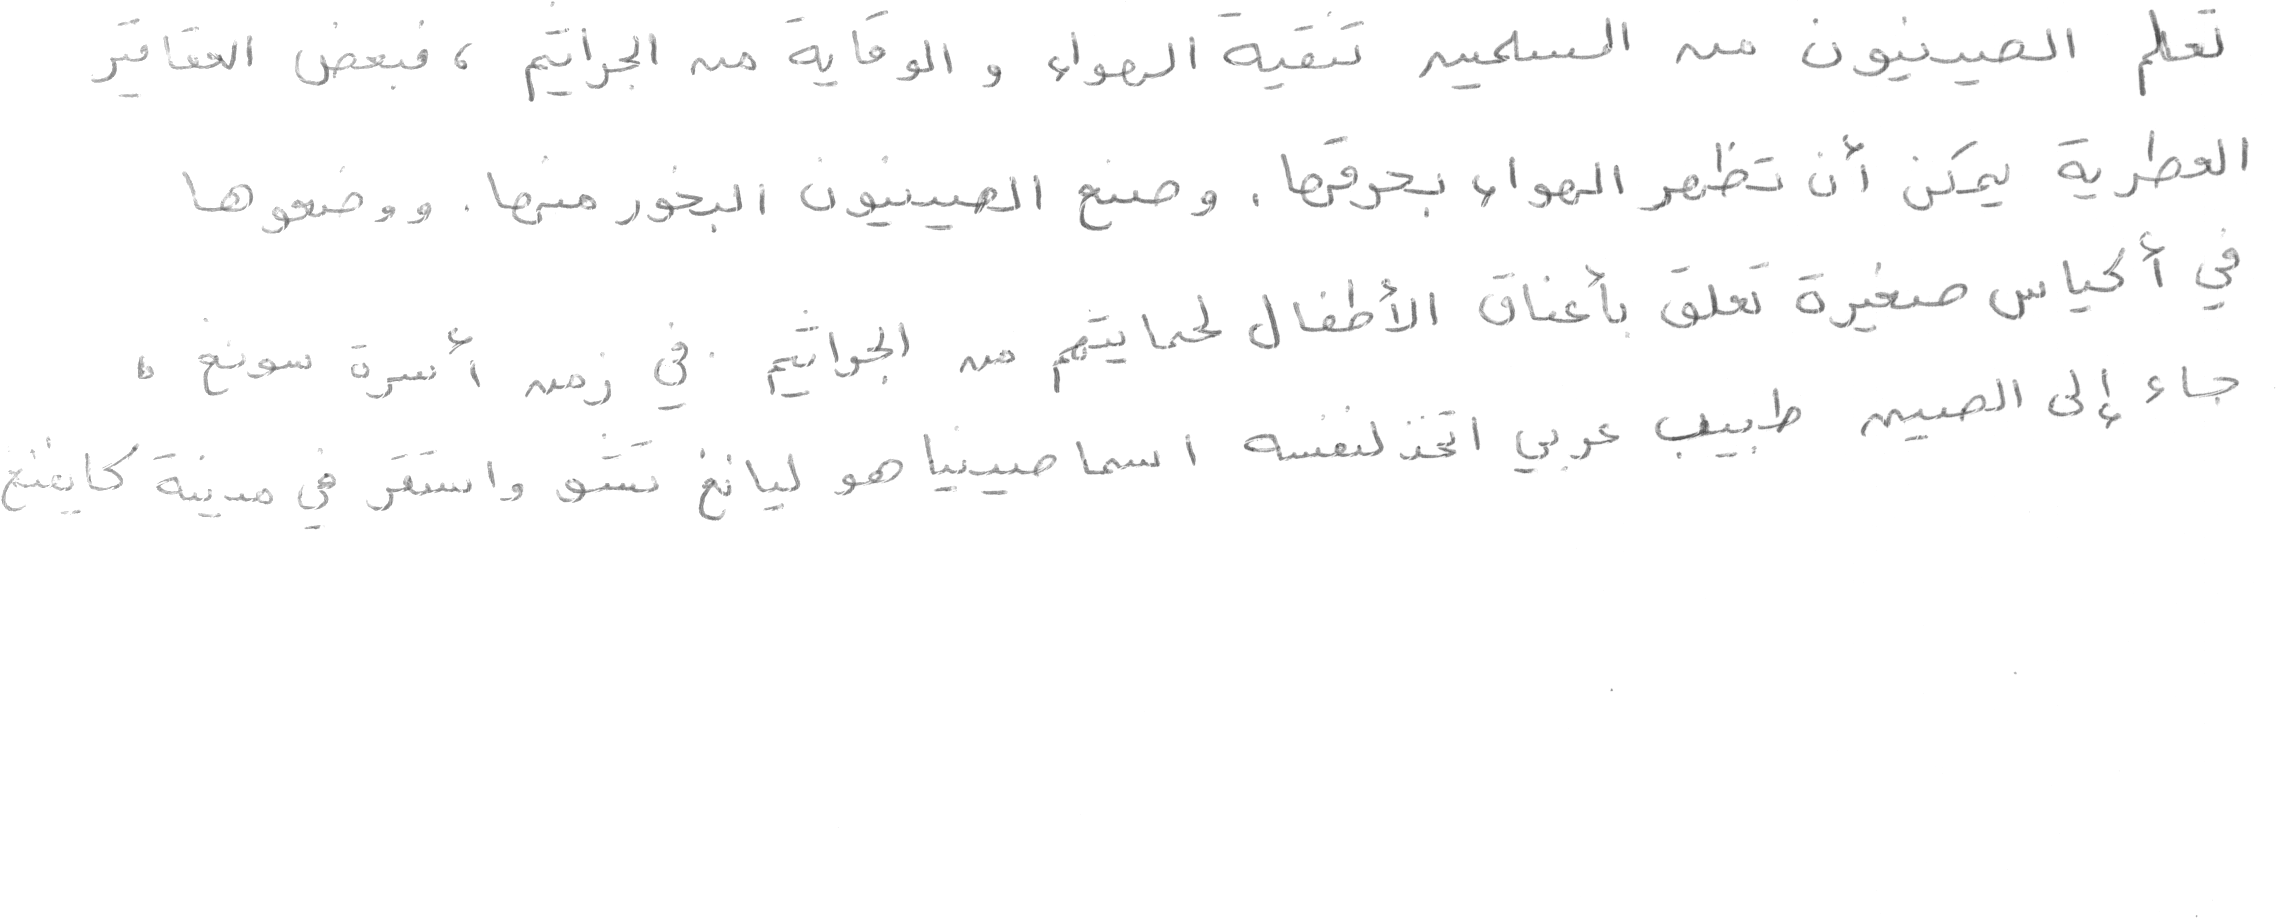 تعلم الصينيون من المسلمين تنقية الهواء و الوقاية من الجراثيم ، فبعض العقاقير
العطرية يمكن أن تظهر الهواء بحرقها . وصنع الصينيون البخور منها . ووضعوها
في أكياس صغيرة تعلق بأعناق الأطفال لحمايتهم من الجراثيم . في زمن أسرة سونغ ،
جاء إلى الصين طبيب عربي اتخذ لنفسه اسما صينيا هو ليانغ تشو واستقر في مدينة كايفنغ